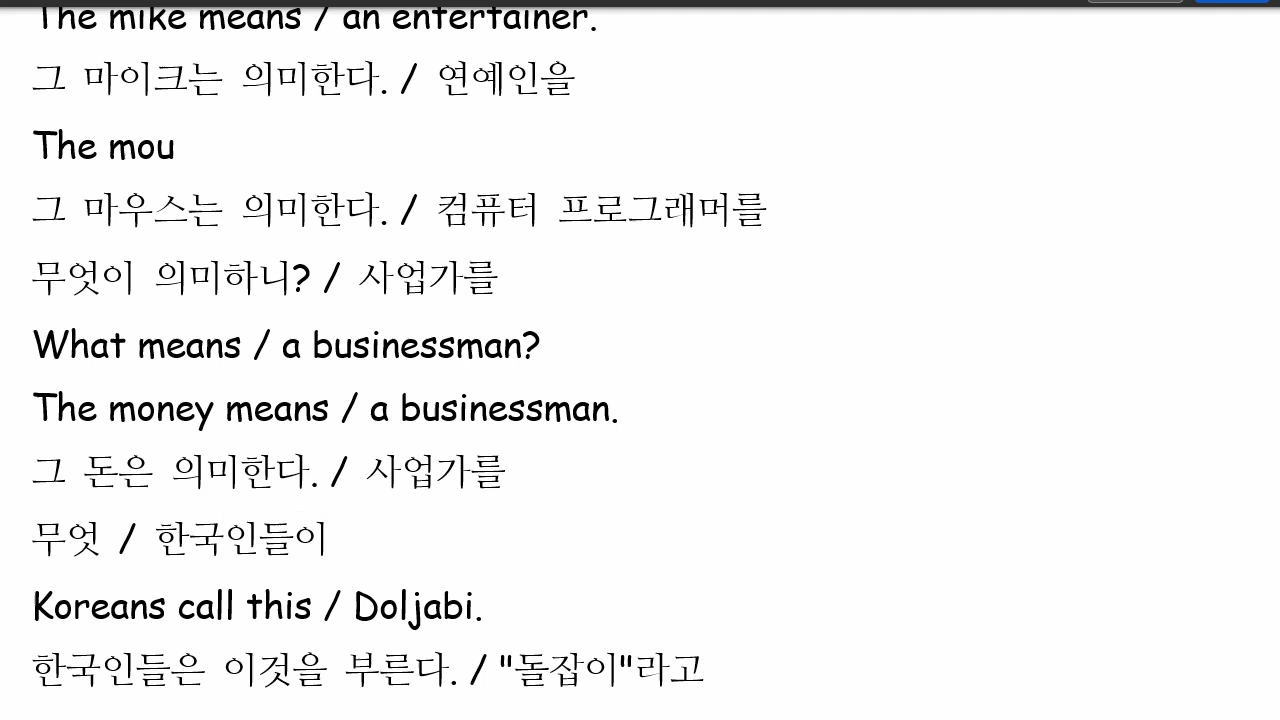 The mike means / an entertainer.
그 마이크는 의미한다. / 연예인을
The mou
그 마우스는 의미한다. / 컴퓨터 프로그래머를
무엇이 의미하니? / 사업가를
What means / a businessman?
The money means / a businessman.
그 돈은 의미한다. / 사업가를
무엇 / 한국인들이
Koreans call this / Doljabi.
한국인들은 이것을 부른다. / "돌잡이"라고